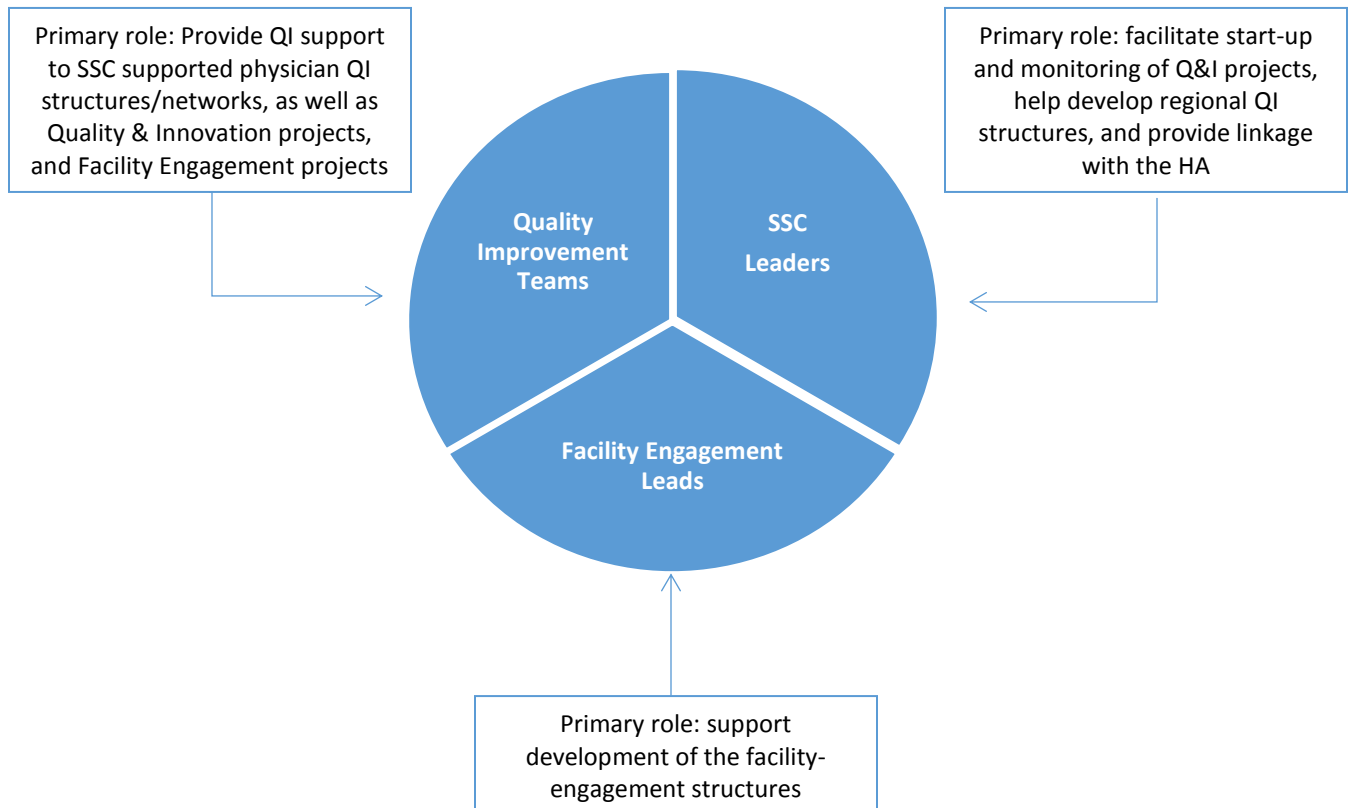 Primary role: Provide QI support
to SSC supported physician QI
structures/networks, as well as
Quality & Innovation projects,
and Facility Engagement projects
Primary role: facilitate start-up
and monitoring of Q&I projects,
help develop regional QI
structures, and provide linkage
with the HA
Quality
Improvement
Teams
SSC
Leaders
Facility Engagement
Leads
Primary role: support
development of the facility-
engagement structures